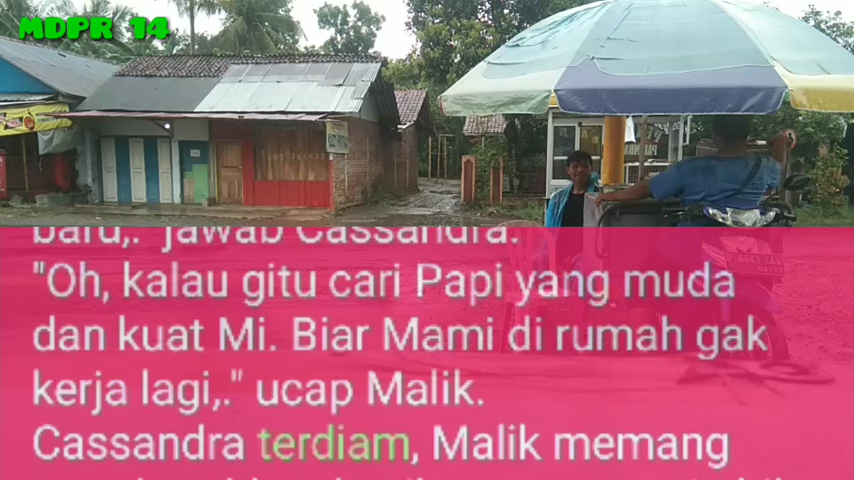 MDPR 14
baru,." jawab Cassandra.
"Oh, kalau gitu cari Papi yang muda
dan kuat Mi. Biar Mami di rumah gak
kerja lagi,." ucap Malik.
Cassandra terdiam, Malik memang